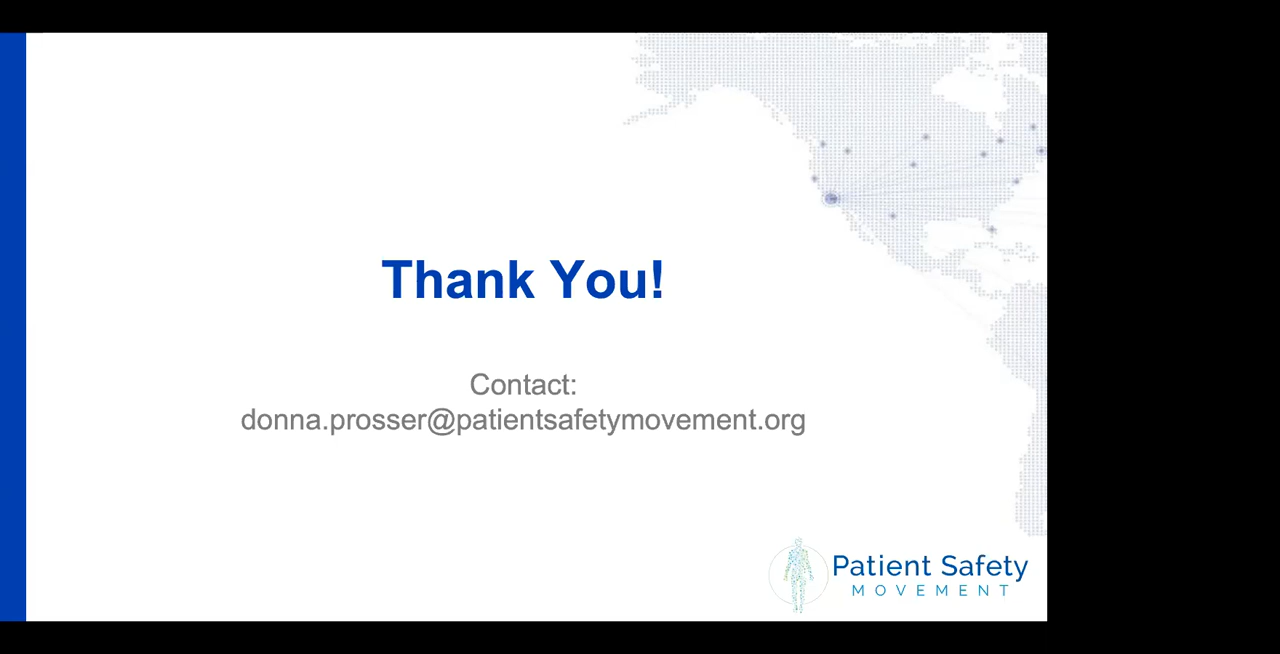 Thank You!
Contact:
donna.prosser@patientsafetymovement.org
Patient Safety
MOVEMENT